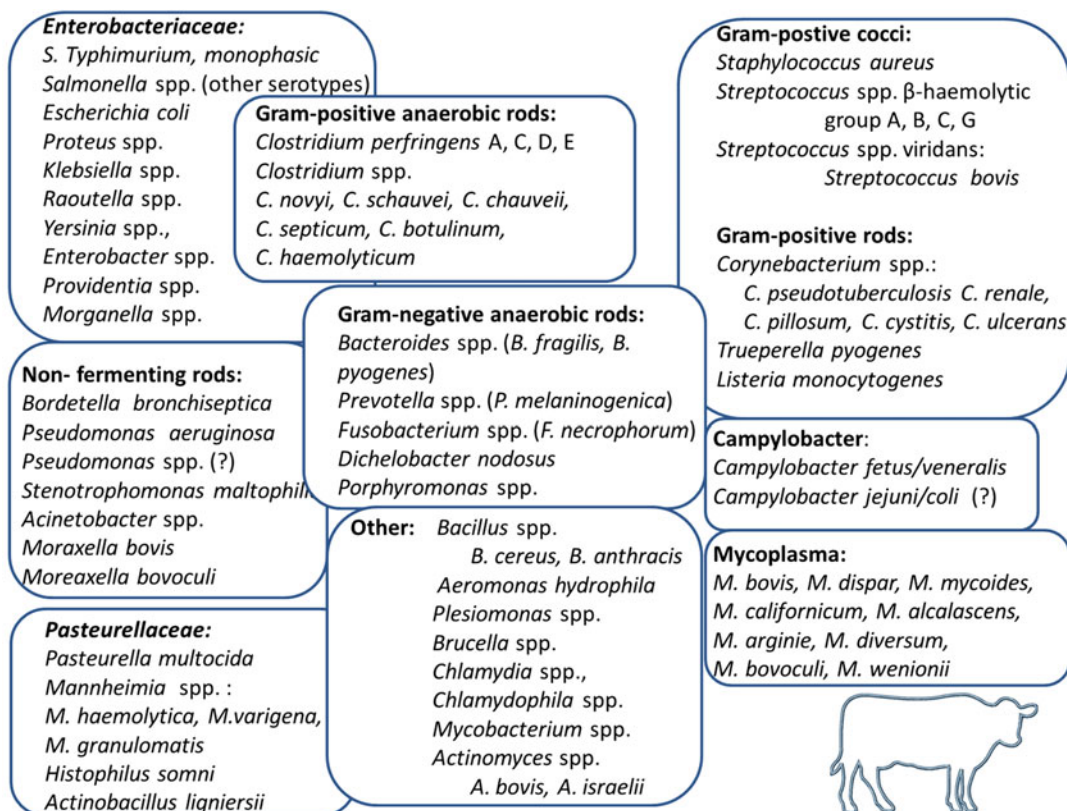 Enterobacteriaceae:
S. Typhimurium, monophasic
Salmonella spp. (other serotypes)
Escherichia coli
Proteus spp.
Klebsiella spp.
Raoutella spp.
Yersinia spp.,
Enterobacter spp.
Providentia spp.
Morganella spp.
Gram-positive anaerobic rods:
Clostridium perfringens A, C, D, E
Clostridium spp.
C. novyi, C. schauvei, C. chauveii,
C. septicum, C. botulinum,
C. haemolyticum
Gram-postive cocci:
Staphylococcus aureus
Streptococcus spp. β-haemolytic
group A, B, C, G
Streptococcus spp. viridans:
Streptococcus bovis
Gram-positive rods:
Corynebacterium spp.:
C. pseudotuberculosis C. renale,
C. pillosum, C. cystitis, C. ulcerans
Trueperella pyogenes
Listeria monocytogenes
Gram-negative anaerobic rods:
Bacteroides spp. (B. fragilis, B.
pyogenes)
Prevotella spp. (P. melaninogenica)
Fusobacterium spp. (F. necrophorum)
Dichelobacter nodosus
Porphyromonas spp.
Non- fermenting rods:
Bordetella bronchiseptica
Pseudomonas aeruginosa
Pseudomonas spp. (?)
Stenotrophomonas maltophili
Acinetobacter spp.
Moraxella bovis
Moreaxella bovoculi
Campylobacter:
Campylobacter fetus/veneralis
Campylobacter jejuni/coli (?)
Other: Bacillus spp.
B. cereus, B. anthracis
Aeromonas hydrophila
Plesiomonas spp.
Brucella spp.
Chlamydia spp.,
Chlamydophila spp.
Mycobacterium spp.
Actinomyces spp.
A. bovis, A. israelii
Mycoplasma:
M. bovis, M. dispar, M. mycoides,
M. californicum, M. alcalascens,
M. arginie, M. diversum,
M. bovoculi, M. wenionii
Pasteurellaceae:
Pasteurella multocida
Mannheimia spp. :
M. haemolytica, M.varigena,
M. granulomatis
Histophilus somni
Actinobacillus ligniersii